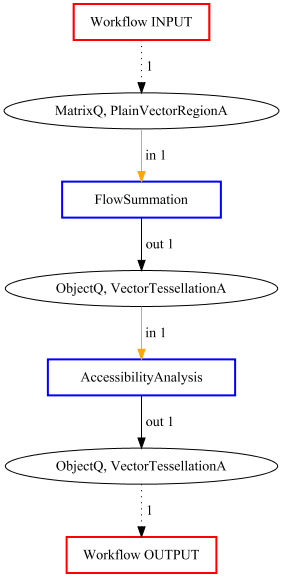 Workflow INPUT
1
MatrixQ, PlainVectorRegionA
in 1
FlowSummation
out 1
ObjectQ, VectorTessellationA
in 1
AccessibilityAnalysis
out 1
ObjectQ, VectorTessellationA
1
Workflow OUTPUT